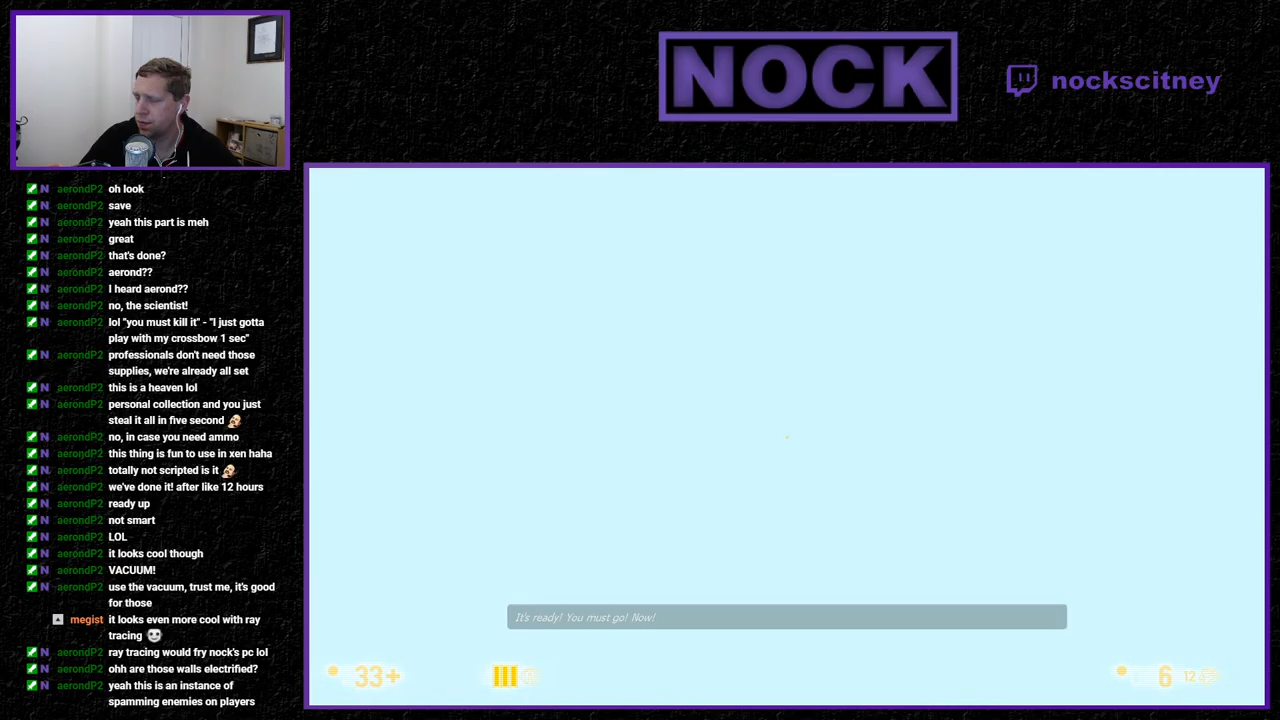 NOCK
nockscitney
aerondP2 oh look
aerondP2 save
aerondP2 yeah this part is meh
aerondP2 great
aerondP2 that's done?
aerondP2 aerond??
aerondP2 I heard aerond??
aerondP2 no, the scientist!
aerondP2 lol "you must kill it" - "I just gotta
play with my crossbow 1 sec"
aerondP2 professionals don't need those
supplies, we're already all set
aerondP2 this is a heaven lol
aerondP2 personal collection and you just
steal it all in five second
aerondP2 no, in case you need ammo
aerondP2 this thing is fun to use in xen haha
aerondP2 totally not scripted is it
aerondP2 we've done it! after like 12 hours
aerondP2 ready up
aerondP2 not smart
aerondP2 LOL
aerondP2 it looks cool though
aerondP2 VACUUM!
aerondP2 use the vacuum, trust me, it's good
for those
megist it looks even more cool with ray
tracing
aerondP2 ray tracing would fry nock's pc lol
aerondP2 ohh are those walls electrified?
aerondP2 yeah this is an instance of
spamming enemies on players
It's ready! You must go! Now!
33+
6